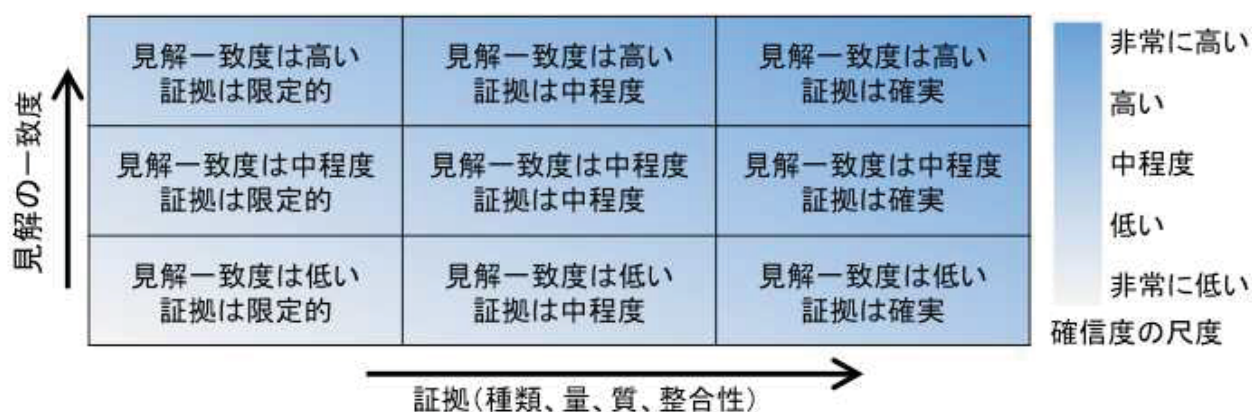 見解の一致度
見解一致度は高い
証拠は限定的
見解一致度は高い
証拠は中程度
見解一致度は高い
証拠は確実
見解一致度は中程度
証拠は限定的
見解一致度は中程度
証拠は中程度
見解一致度は中程度
証拠は確実
見解一致度は低い
証拠は限定的
見解一致度は低い
証拠は中程度
見解一致度は低い
証拠は確実
証拠(種類、量、質、整合性)
非常に高い
高い
中程度
低い
非常に低い
確信度の尺度